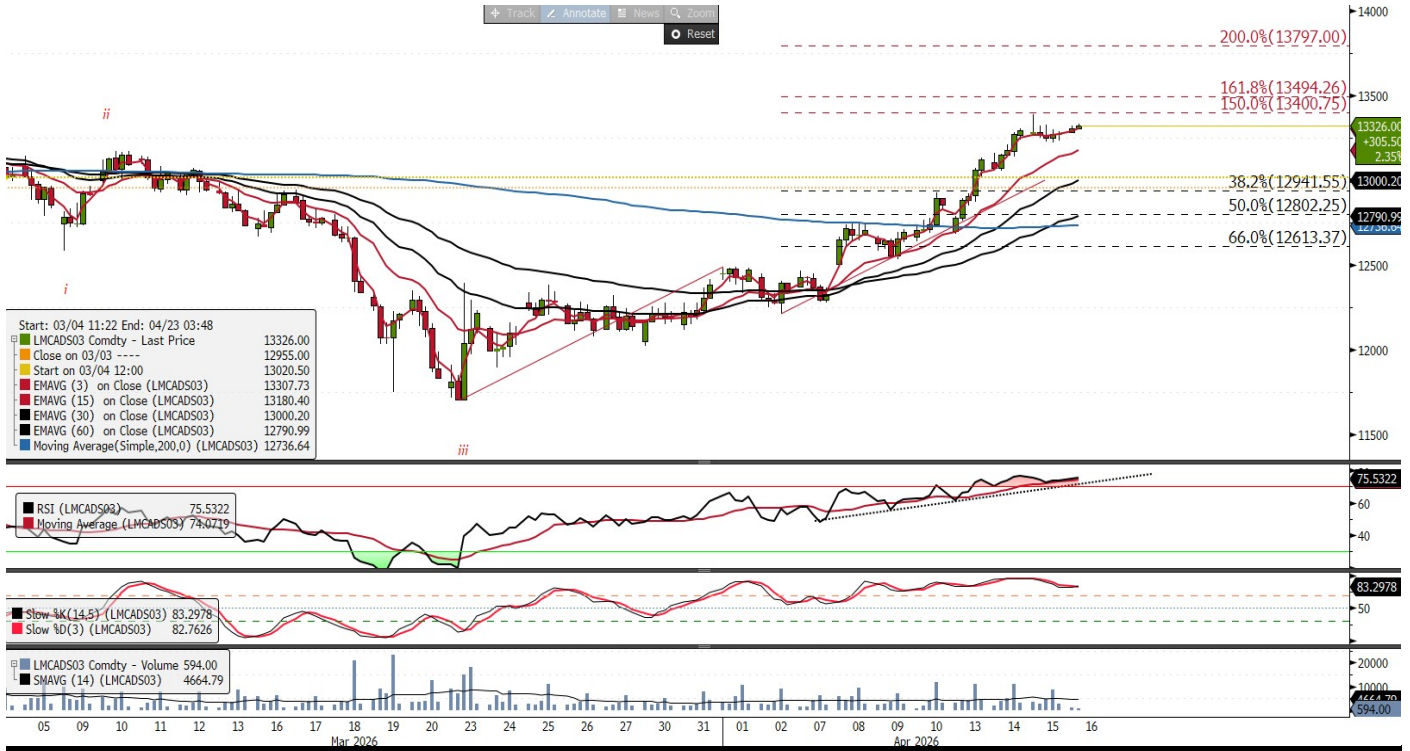 Track Annotate News Zoom
Reset
14000
200.0%(13797.00)
161.8%(13494.26)
13500
150.0%(13400.75)
13326.00
+305.50
2.35%
38.2%(12941.55)
13000.20
50.0%(12802.25)
12790.99
12736.64
66.0%(12613.37)
12500
12000
11500
ii
i
iii
Start: 03/04 11:22 End: 04/23 03:48
LMCADS03 Comdty - Last Price 13326.00
Close on 03/03 ---- 12955.00
Start on 03/04 12:00 13020.50
EMAVG (3) on Close (LMCADS03) 13307.73
EMAVG (15) on Close (LMCADS03) 13180.40
EMAVG (30) on Close (LMCADS03) 13000.20
EMAVG (60) on Close (LMCADS03) 12790.99
Moving Average(Simple,200,0) (LMCADS03) 12736.64
75.5322
60
40
RSI (LMCADS03) 75.5322
Moving Average (LMCADS03) 74.0719
83.2978
50
Slow %K(14,5) (LMCADS03) 83.2978
Slow %D(3) (LMCADS03) 82.7626
LMCADS03 Comdty - Volume 594.00
SMAVG (14) (LMCADS03) 4664.79
20000
10000
4664.79
594.00
05 09 10 11 12 13 16 17 18 19 20 23 24 25 26 27 30 31 01 02 07 08 09 10 13 14 15 16
Mar 2026 Apr 2026